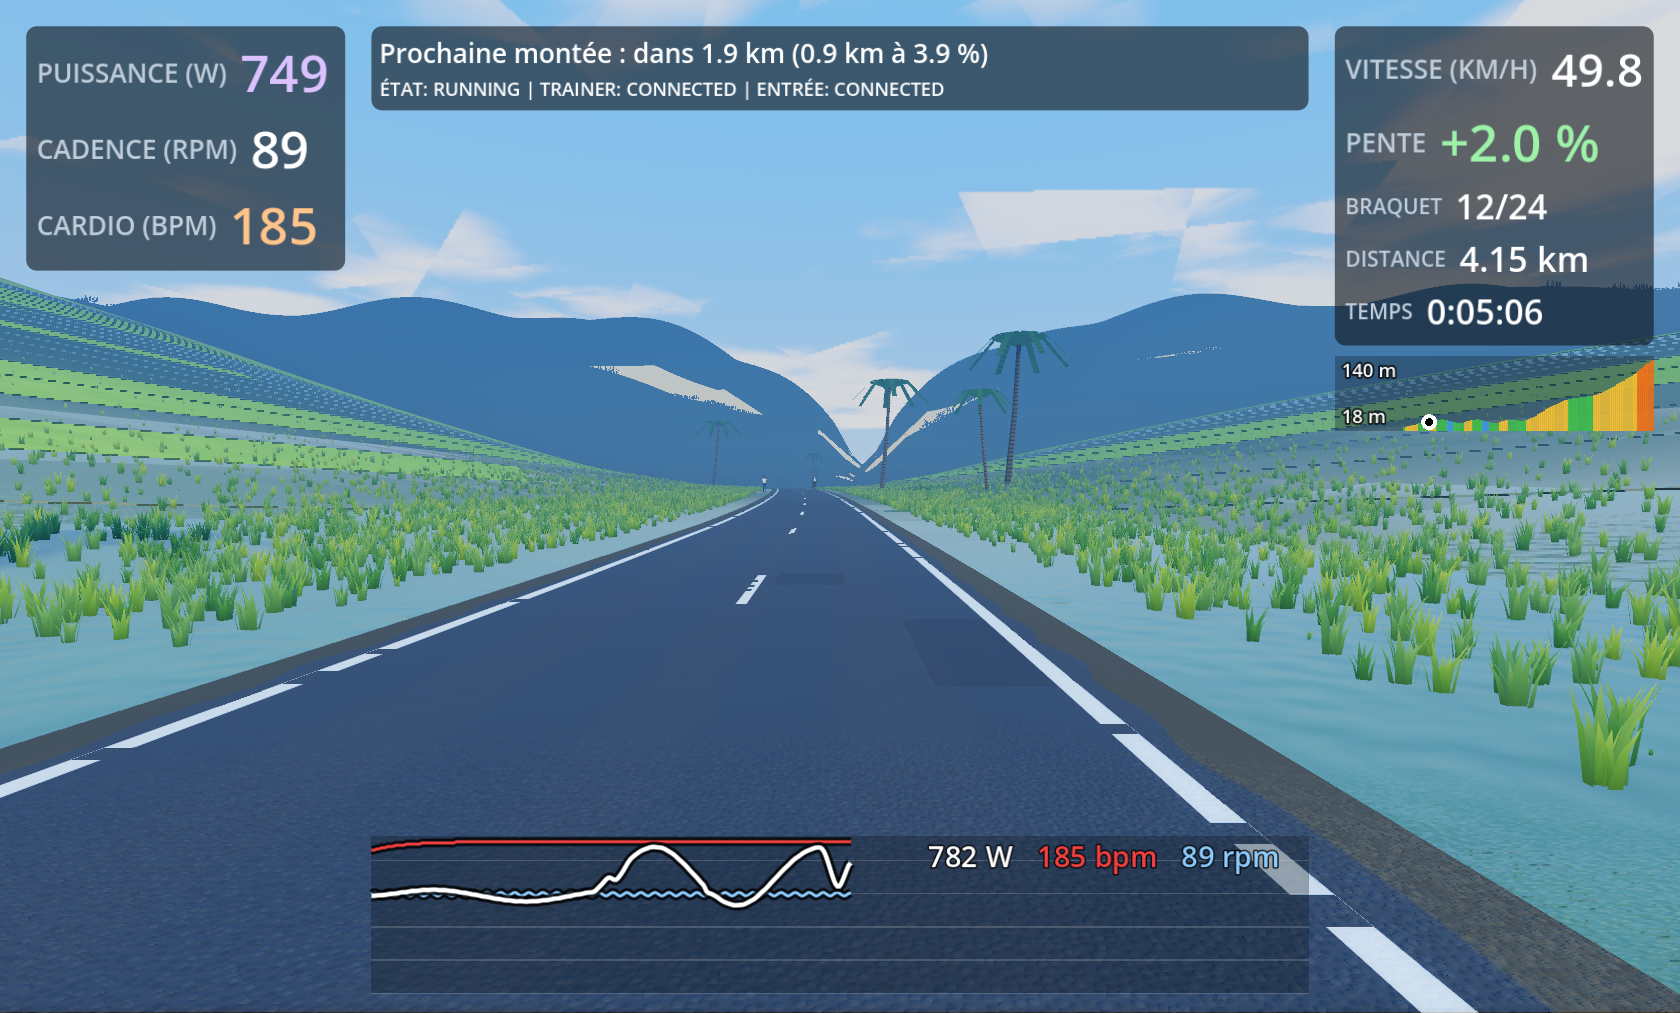 PUISSANCE (W) 749
CADENCE (RPM) 89
CARDIO (BPM) 185
Prochaine montée : dans 1.9 km (0.9 km à 3.9 %)
ÉTAT: RUNNING | TRAINER: CONNECTED | ENTRÉE: CONNECTED
VITESSE (KM/H) 49.8
PENTE +2.0 %
BRAQUET 12/24
DISTANCE 4.15 km
TEMPS 0:05:06
140 m
18 m
782 W 185 bpm 89 rpm